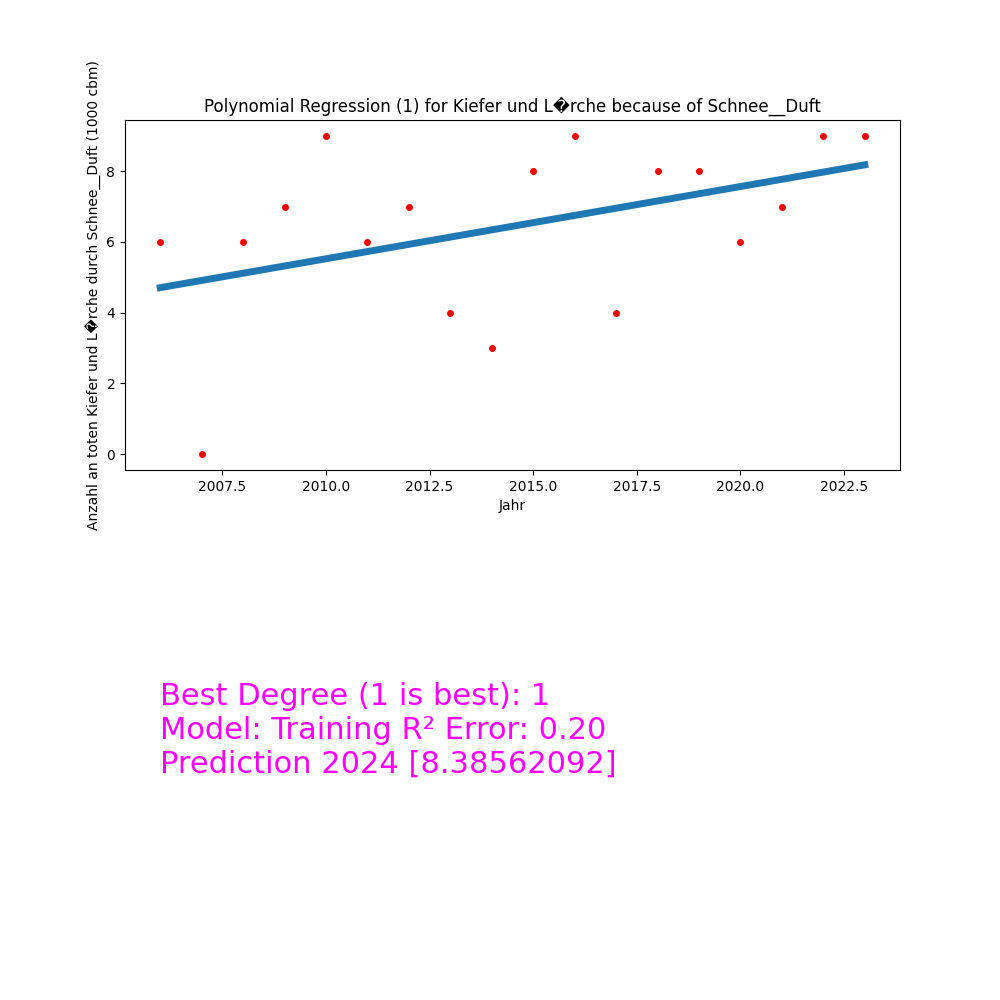 Polynomial Regression (1) for Kiefer und L�rche because of Schnee__Duft
Anzahl an toten Kiefer und L�rche durch Schnee__Duft (1000 cbm)
8
6
4
2
0
2007.5 2010.0 2012.5 2015.0 2017.5 2020.0 2022.5
Jahr
Best Degree (1 is best): 1
Model: Training R² Error: 0.20
Prediction 2024 [8.38562092]